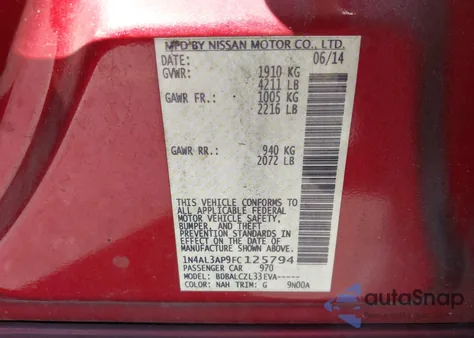 MFD BY NISSAN MOTOR CO., LTD.
DATE: 06/14
GVWR: 1910 KG
4211 LB
GAWR FR.: 1005 KG
2216 LB
GAWR RR.: 940 KG
2072 LB
THIS VEHICLE CONFORMS TO
ALL APPLICABLE FEDERAL
MOTOR VEHICLE SAFETY,
BUMPER, AND THEFT
PREVENTION STANDARDS IN
EFFECT ON THE DATE OF
MANUFACTURE SHOWN ABOVE.
1N4AL3AP9FC125794
PASSENGER CAR 970
MODEL: BDBALCZL33EVA-----
COLOR: NAH TRIM: G 9N00A
autoSnap